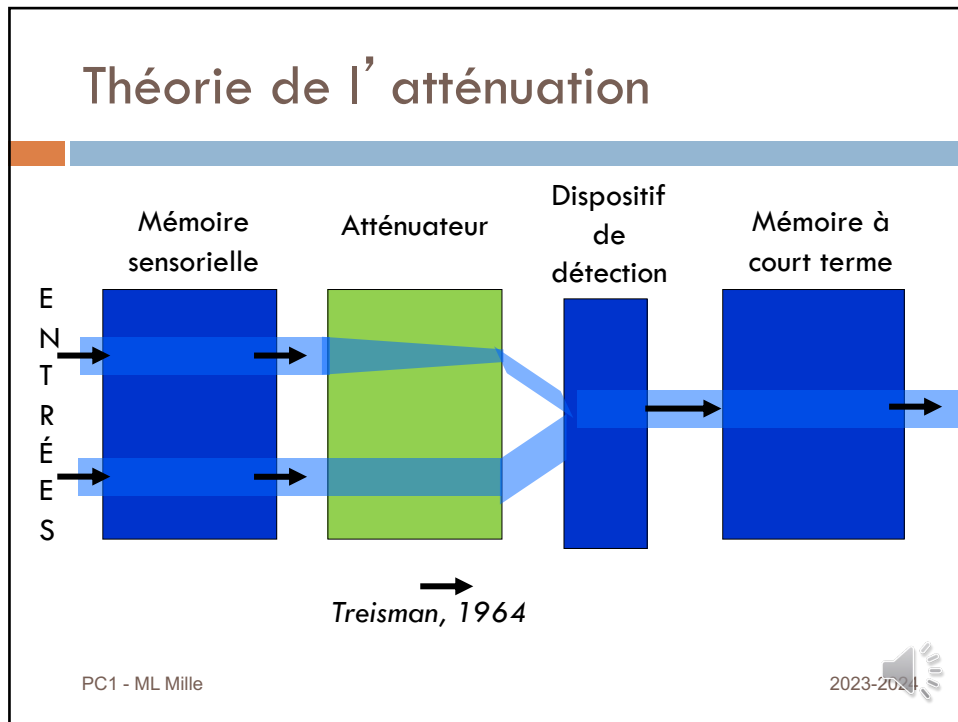 Théorie de l’atténuation
Mémoire
sensorielle
Atténuateur
Dispositif
de
détection
Mémoire à
court terme
E
N
T
R
É
E
E
S
Treisman, 1964
PC1 - ML Mille
2023-2024